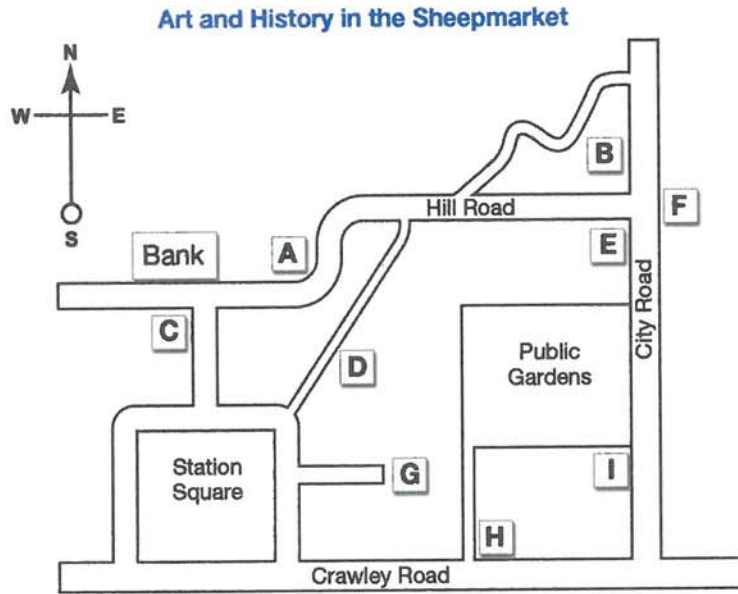 Art and History in the Sheepmarket
N
W E
S
B
Hill Road
F
Bank
A
E
C
City Road
D
Public
Gardens
Station
Square
G
I
H
Crawley Road